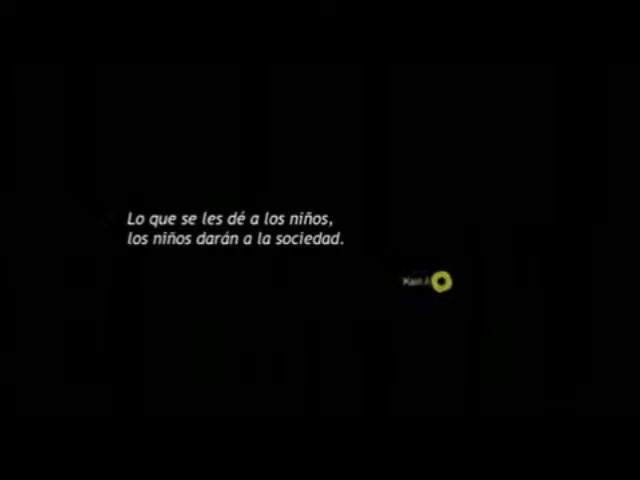 Lo que se les dé a los niños,
los niños darán a la sociedad.